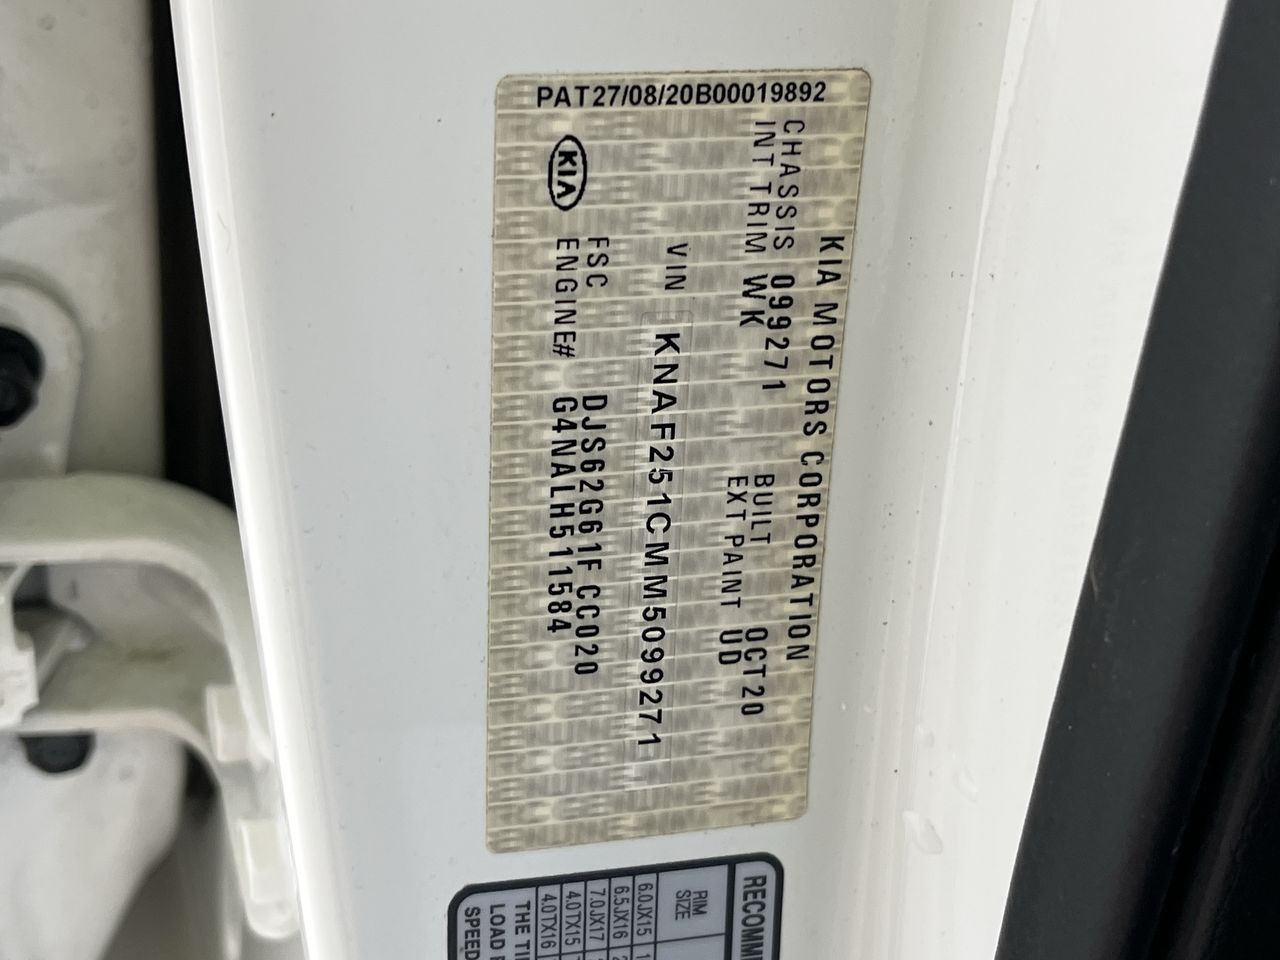 PAT27/08/20B00019892
KIA MOTORS CORPORATION
CHASSIS 099271 BUILT OCT20
INT TRIM WK EXT PAINT UD
VIN KNAF251CMM5099271
FSC DJS62G61F CC020
KIA ENGINE# G4NALH511584
RECOMM
RIM SIZE
6.0JX15
6.5JX16
7.0JX17
4.0TX15
4.0TX16
THE TI
LOAD
SPEED